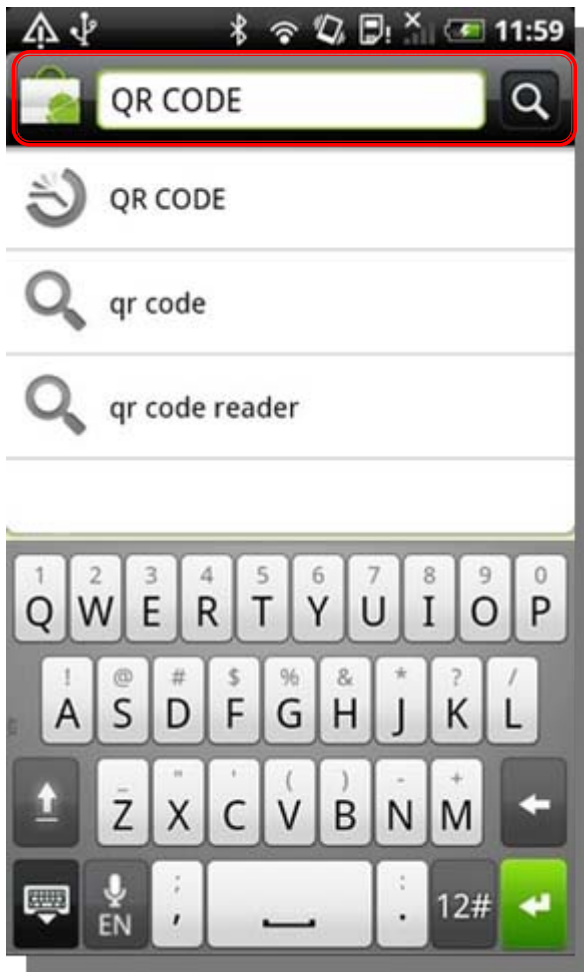 11:59
QR CODE
QR CODE
qr code
qr code reader
1 2 3 4 5 6 7 8 9 0
Q W E R T Y U I O P
! @ # $ % & * ? /
A S D F G H J K L
_ " ' ( ) - +
Z X C V B N M
; :
EN , . 12#